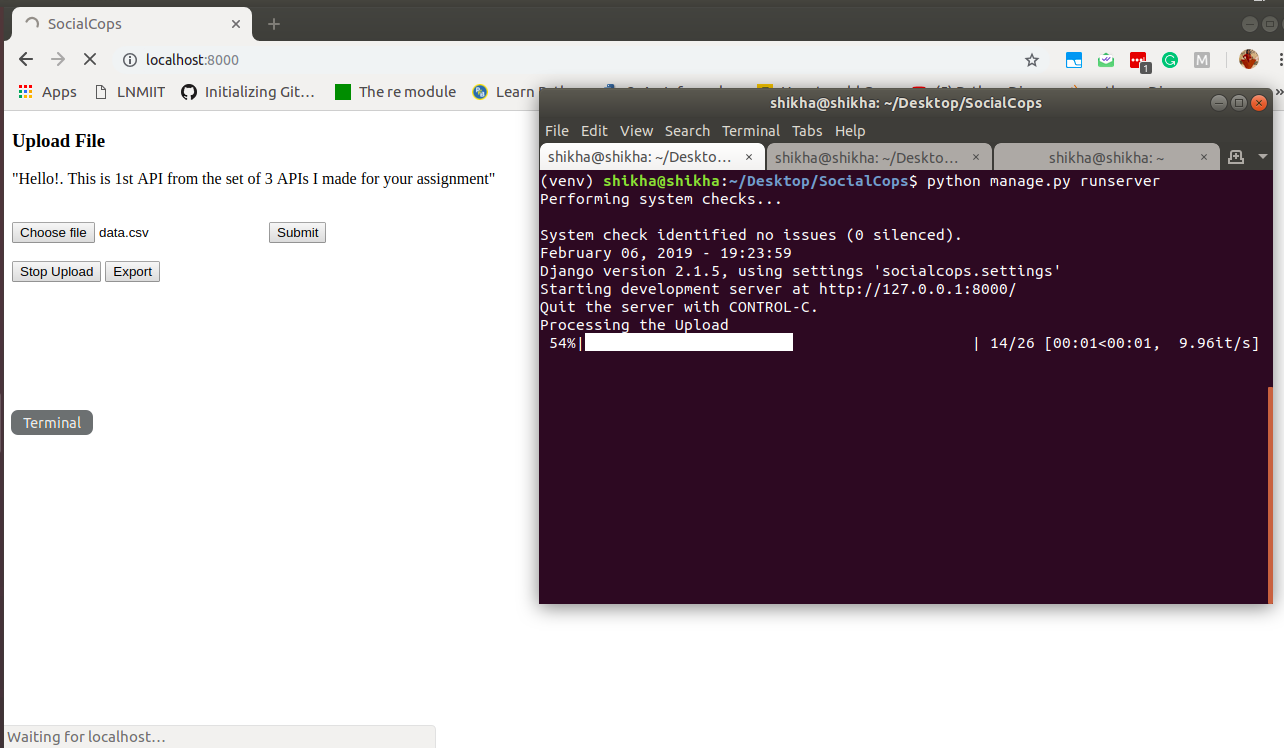 SocialCops
localhost:8000
Apps LNMIIT Initializing Git… The re module Learn
shikha@shikha: ~/Desktop/SocialCops
File Edit View Search Terminal Tabs Help
shikha@shikha: ~/Deskto… × shikha@shikha: ~/Deskto… × shikha@shikha: ~ ×
(venv) shikha@shikha:~/Desktop/SocialCops$ python manage.py runserver
Performing system checks...
System check identified no issues (0 silenced).
February 06, 2019 - 19:23:59
Django version 2.1.5, using settings 'socialcops.settings'
Starting development server at http://127.0.0.1:8000/
Quit the server with CONTROL-C.
Processing the Upload
54%| | 14/26 [00:01<00:01, 9.96it/s]
Upload File
"Hello!. This is 1st API from the set of 3 APIs I made for your assignment"
Choose file data.csv Submit
Stop Upload Export
Terminal
Waiting for localhost…